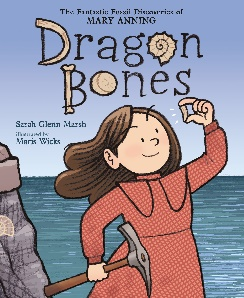 The Fantastic Fossil Discoveries of
MARY ANNING
Dragon
Bones
Sarah Glenn Marsh
illustrated by
Maris Wicks